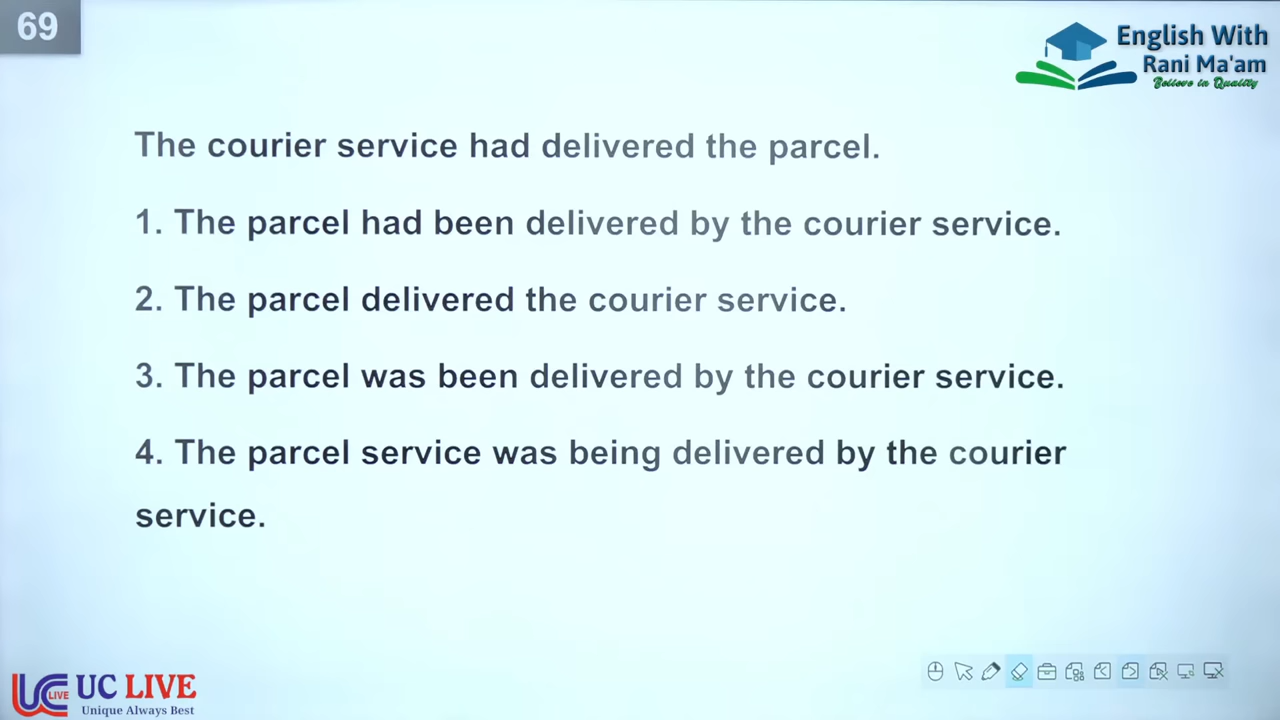 69
English With
Rani Ma'am
Believe in Quality
The courier service had delivered the parcel.
1. The parcel had been delivered by the courier service.
2. The parcel delivered the courier service.
3. The parcel was been delivered by the courier service.
4. The parcel service was being delivered by the courier
service.
UC LIVE
LIVE
Unique Always Best